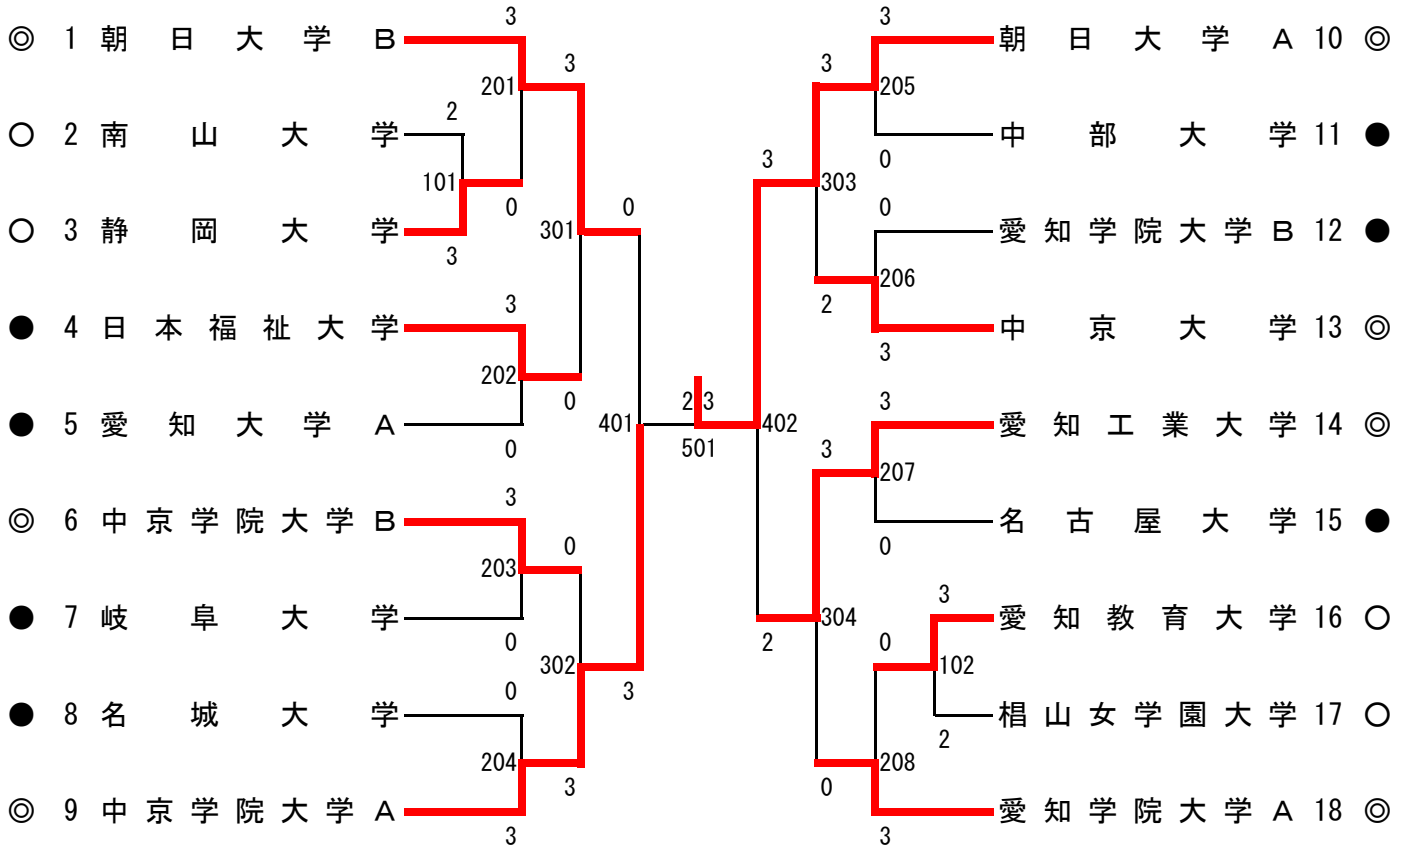 3 3
◎ 1 朝日大学B 朝日大学A 10 ◎
3 3
201 205
2
○ 2 南山大学 中部大学 11 ●
3 0
101 303
0 0 0
○ 3 静岡大学 愛知学院大学B 12 ●
301
3
206
3 2
● 4 日本福祉大学 中京大学 13 ◎
3
202
0 2 3 3
● 5 愛知大学A 401 402 愛知工業大学 14 ◎
0 501 3
207
3
◎ 6 中京学院大学B 名古屋大学 15 ●
0 0
203
3
● 7 岐阜大学 304 愛知教育大学 16 ○
0 2 0
302 102
0 3
● 8 名城大学 椙山女学園大学 17 ○
2
204 208
3 0
◎ 9 中京学院大学A 愛知学院大学A 18 ◎
3 3